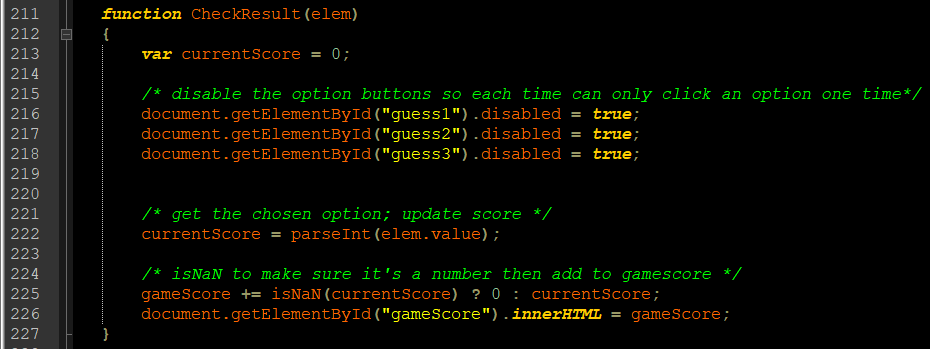 211 function CheckResult(elem)
212 {
213 var currentScore = 0;
214
215 /* disable the option buttons so each time can only click an option one time*/
216 document.getElementById("guess1").disabled = true;
217 document.getElementById("guess2").disabled = true;
218 document.getElementById("guess3").disabled = true;
219
220
221 /* get the chosen option; update score */
222 currentScore = parseInt(elem.value);
223
224 /* isNaN to make sure it's a number then add to gamescore */
225 gameScore += isNaN(currentScore) ? 0 : currentScore;
226 document.getElementById("gameScore").innerHTML = gameScore;
227 }